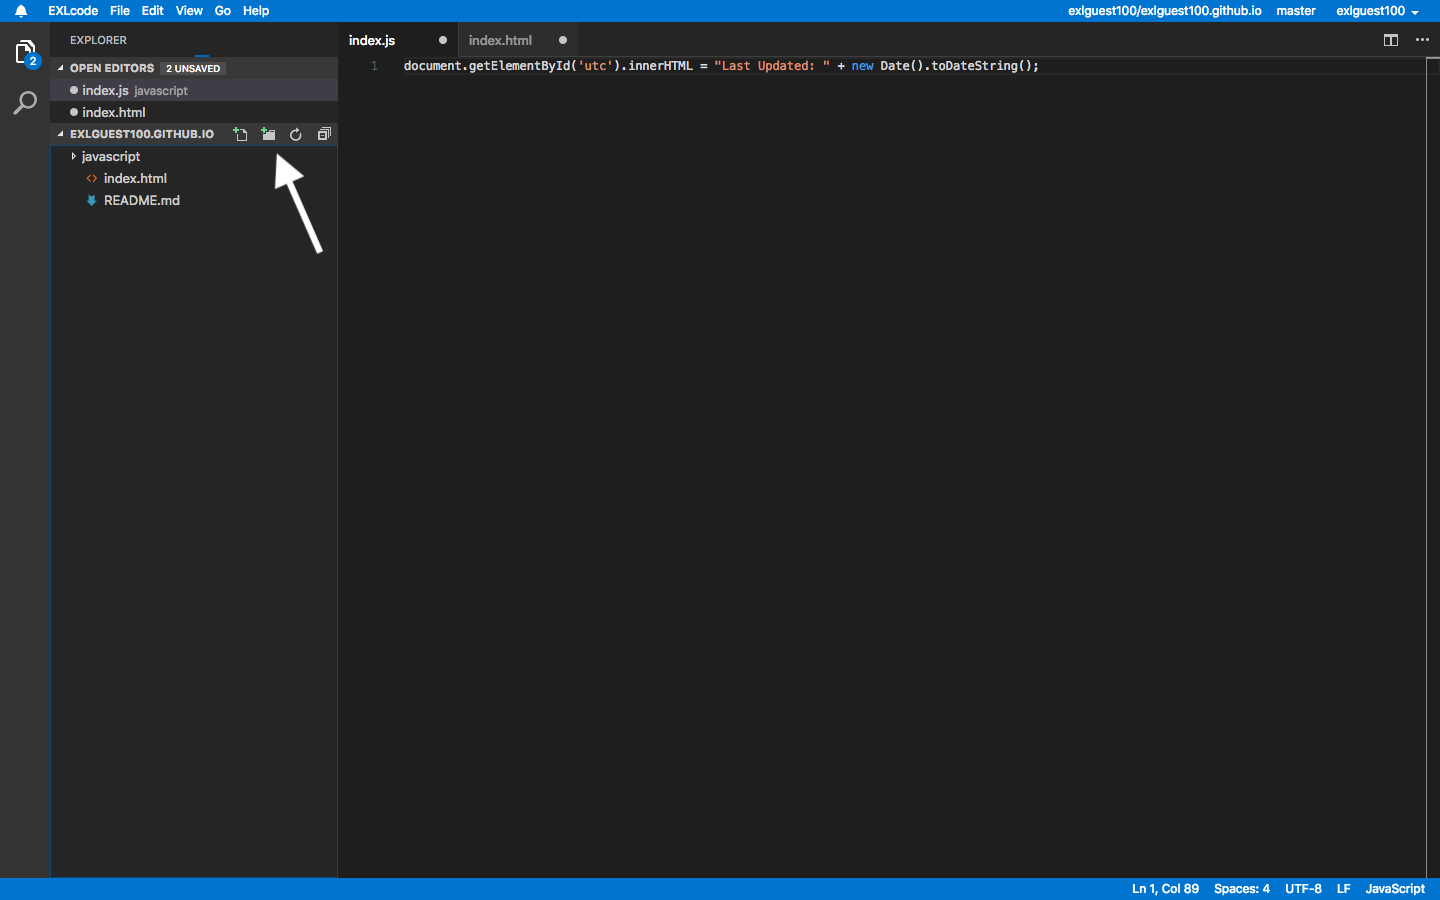 EXLcode File Edit View Go Help exlguest100/exlguest100.github.io master exlguest100
2
EXPLORER
OPEN EDITORS 2 UNSAVED
index.js javascript
index.html
EXLGUEST100.GITHUB.IO
javascript
index.html
README.md
index.js index.html
1 document.getElementById('utc').innerHTML = "Last Updated: " + new Date().toDateString();
Ln 1, Col 89 Spaces: 4 UTF-8 LF JavaScript